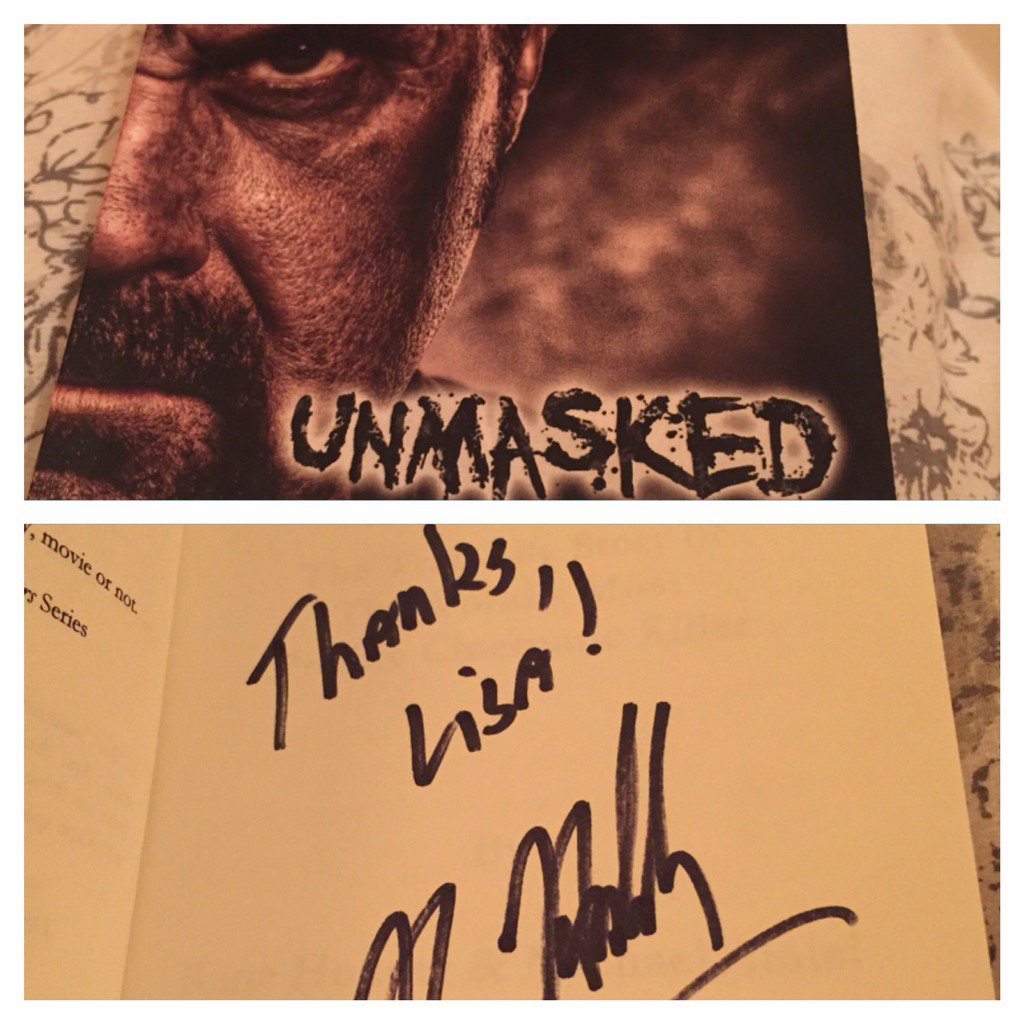 UNMASKED
, movie or not.
Series
Thanks
Lisa!!